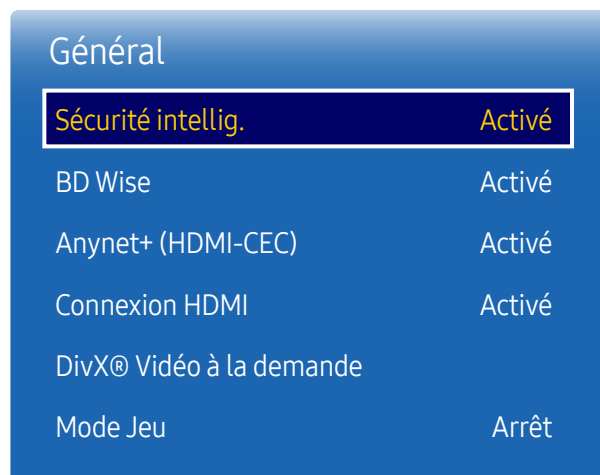 Général
Sécurité intellig. Activé
BD Wise Activé
Anynet+ (HDMI-CEC) Activé
Connexion HDMI Activé
DivX® Vidéo à la demande
Mode Jeu Arrêt